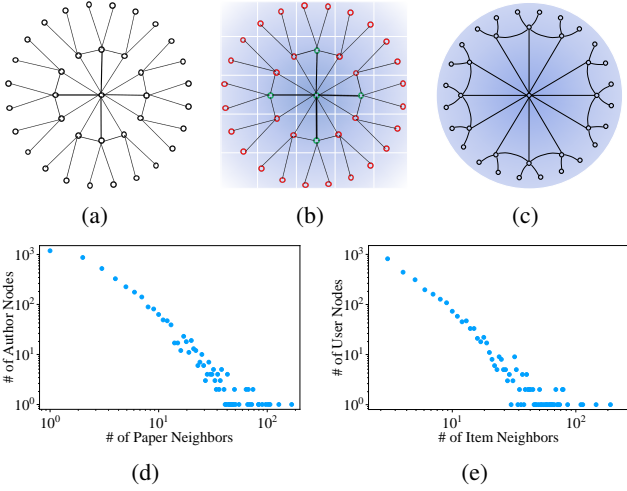 (a)
(b)
(c)
10^3
10^2
10^1
10^0
# of Author Nodes
10^0
10^1
10^2
# of Paper Neighbors
(d)
10^3
10^2
10^1
10^0
# of User Nodes
10^1
10^2
# of Item Neighbors
(e)